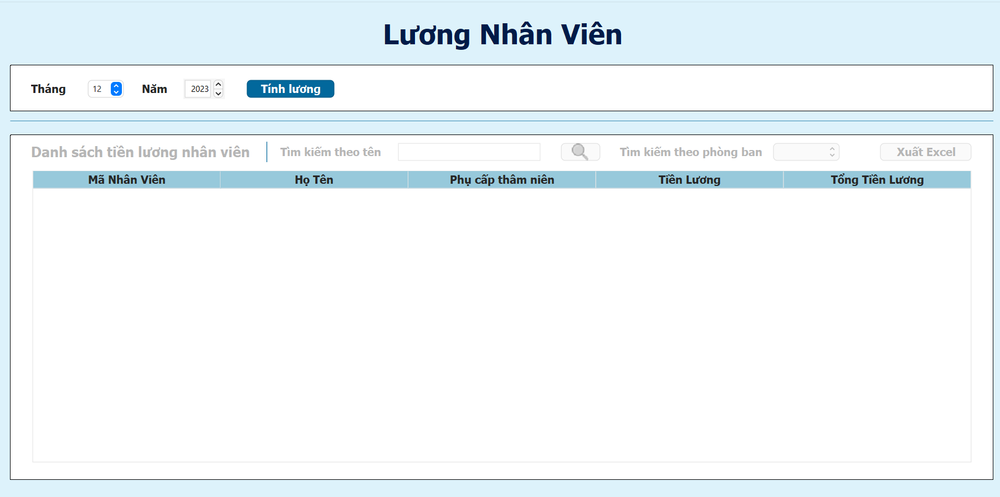 Lương Nhân Viên
Tháng 12 Năm 2023 Tính lương
Danh sách tiền lương nhân viên Tìm kiếm theo tên Tìm kiếm theo phòng ban Xuất Excel
Mã Nhân Viên Họ Tên Phụ cấp thâm niên Tiền Lương Tổng Tiền Lương